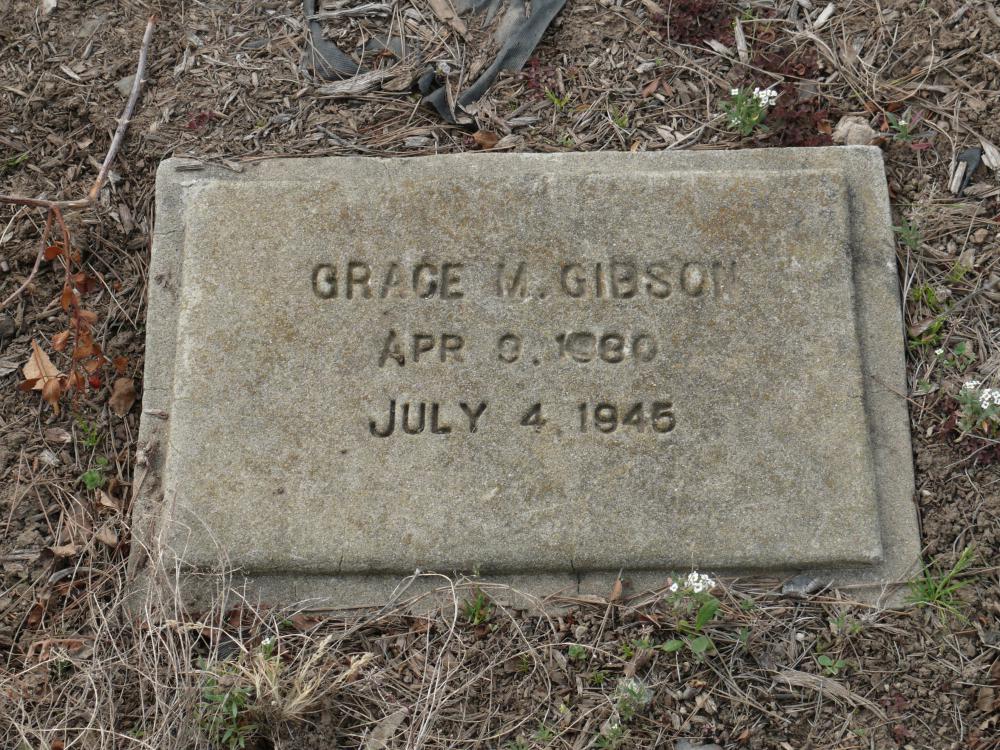 GRACE M. GIBSON
APR 9. 1880
JULY 4 1945